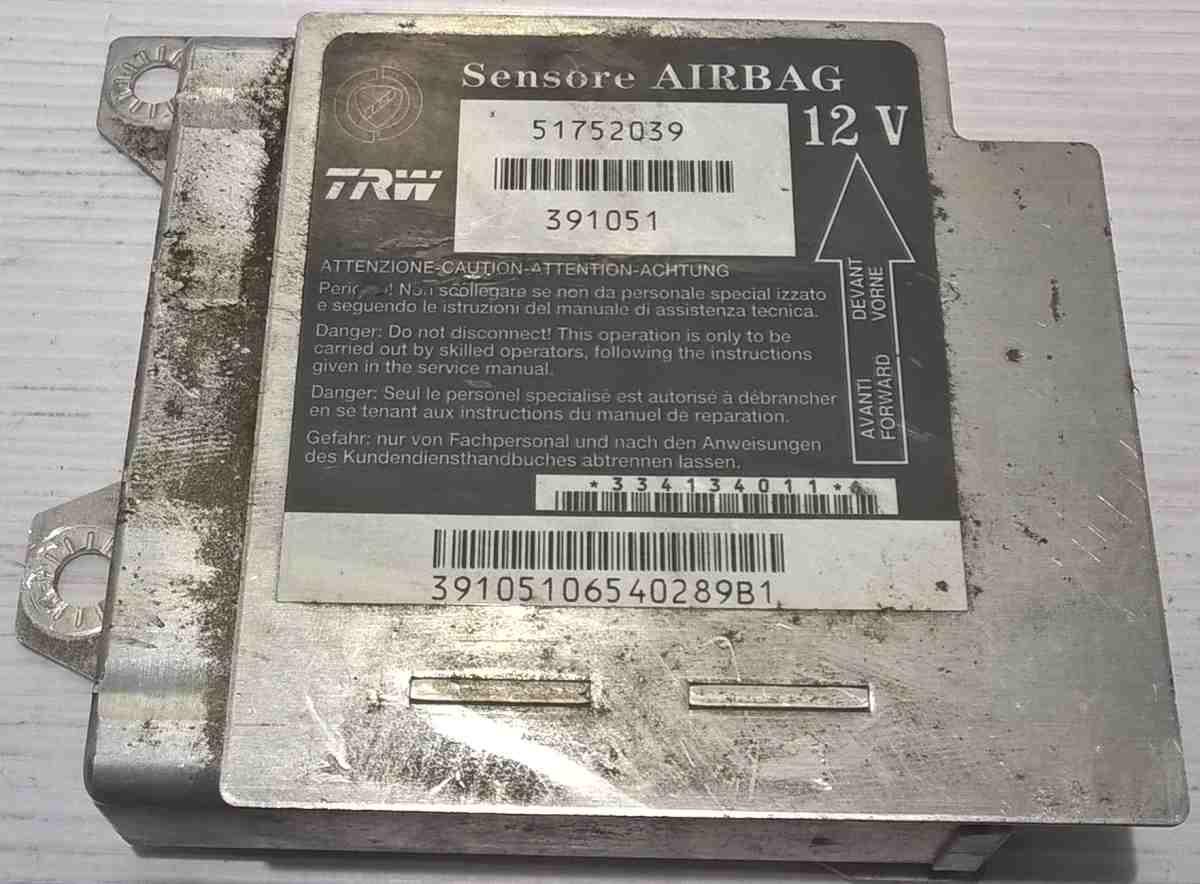 Sensore AIRBAG
12 V
51752039
TRW
391051
ATTENZIONE-CAUTION-ATTENTION-ACHTUNG
scollegare se non da personale special izzato
e seguendo le istruzioni del manuale di assistenza tecnica.
Danger: Do not disconnect! This operation is only to be
carried out by skilled operators, following the instructions
given in the service manual.
Danger: Seul le personel specialisé est autorisé à débrancher
en se tenant aux instructions du manuel de reparation.
Gefahr: nur von Fachpersonal und nach den Anweisungen
des Kundendiensthandbuches abtrennen lassen.
AVANTI DEVANT
FORWARD VORNE
*334134011*
39105106540289B1